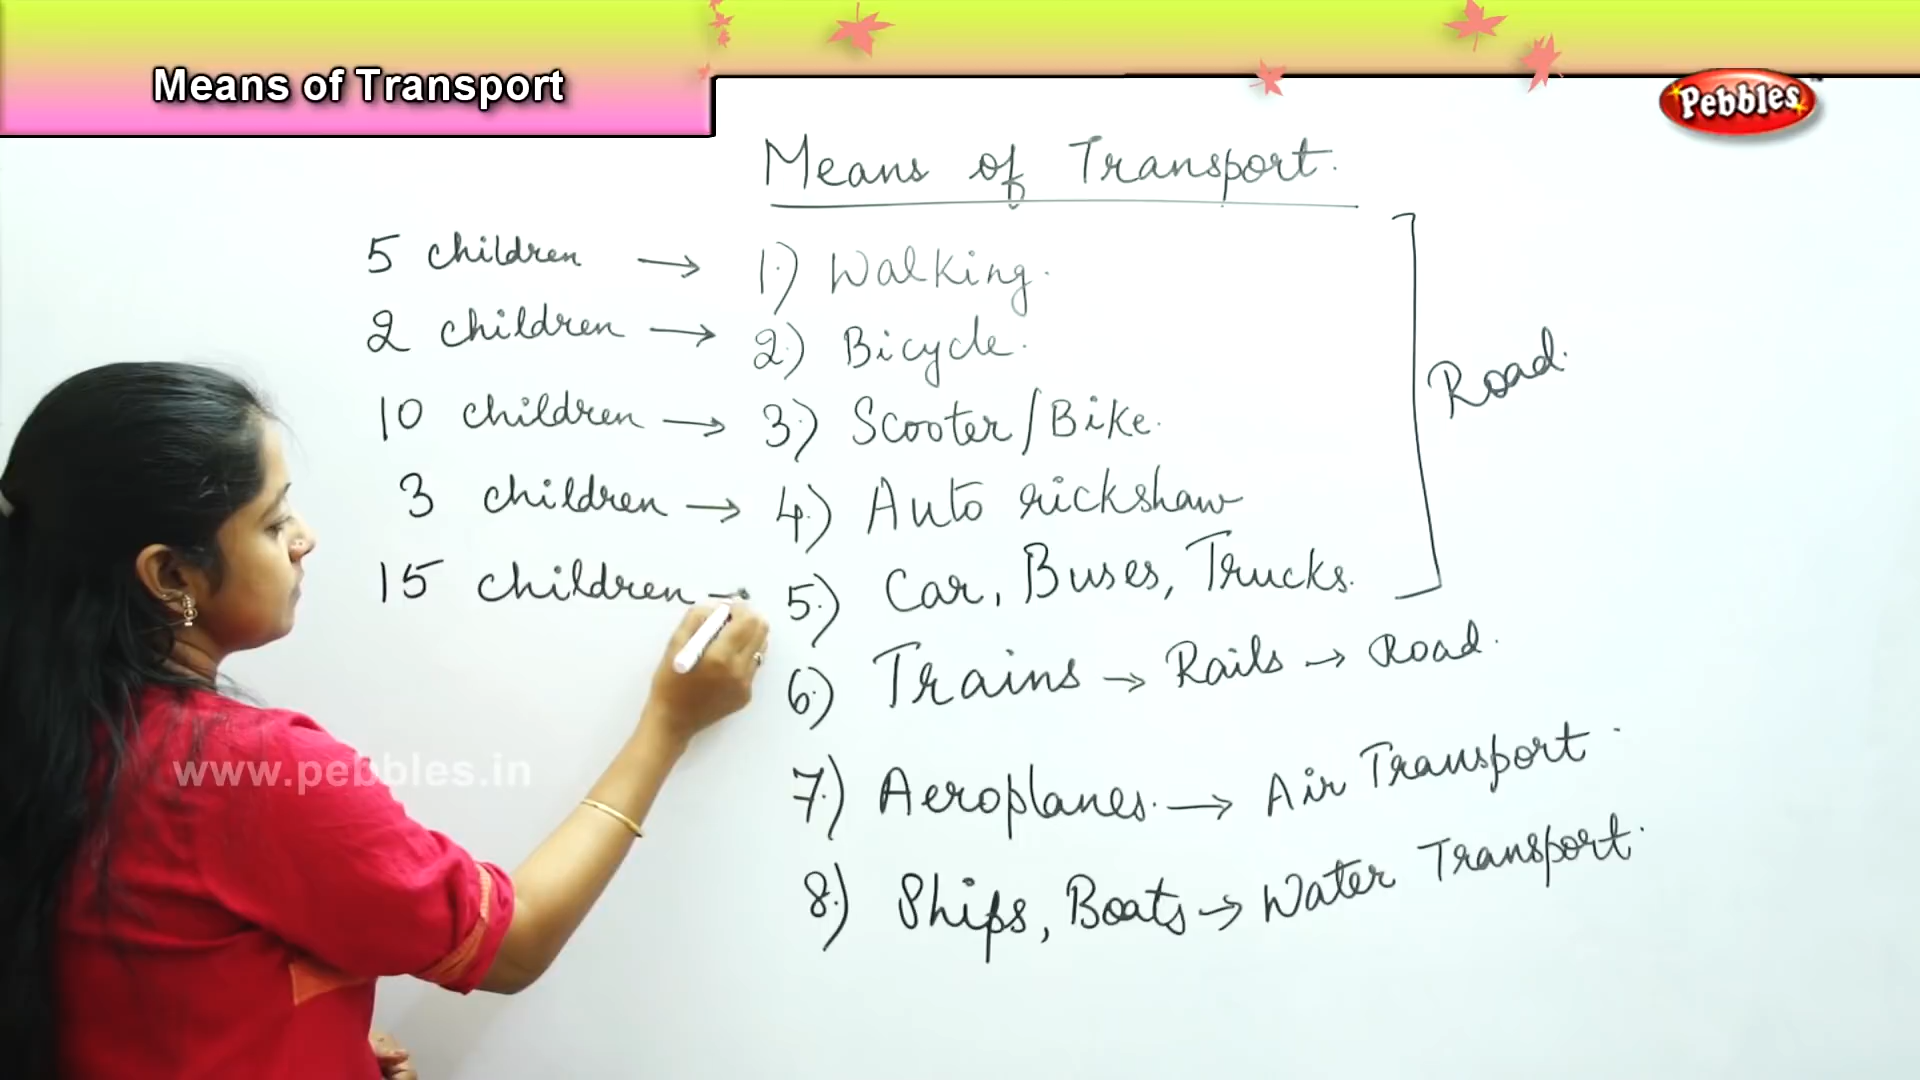 Means of Transport
Pebbles
Means of Transport.
5 children → 1.) Walking.
2 children → 2.) Bicycle.
10 children → 3.) Scooter/Bike.
3 children → 4.) Auto rickshaw
15 children → 5.) Car, Buses, Trucks.
Road.
6.) Trains → Rails → Road.
7.) Aeroplanes. → Air Transport.
8.) Ships, Boats → Water Transport.
www.pebbles.in